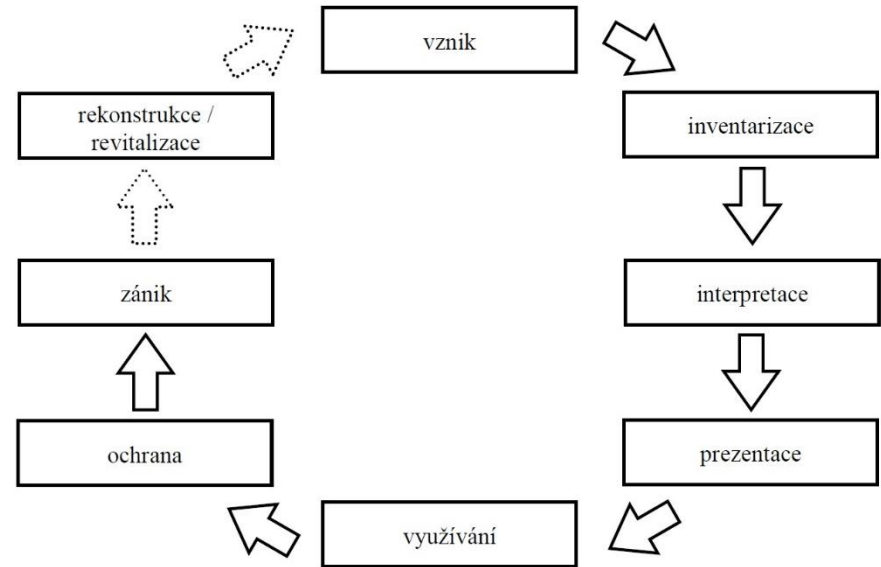 vznik
rekonstrukce /
revitalizace
inventarizace
zánik
interpretace
ochrana
prezentace
využívání